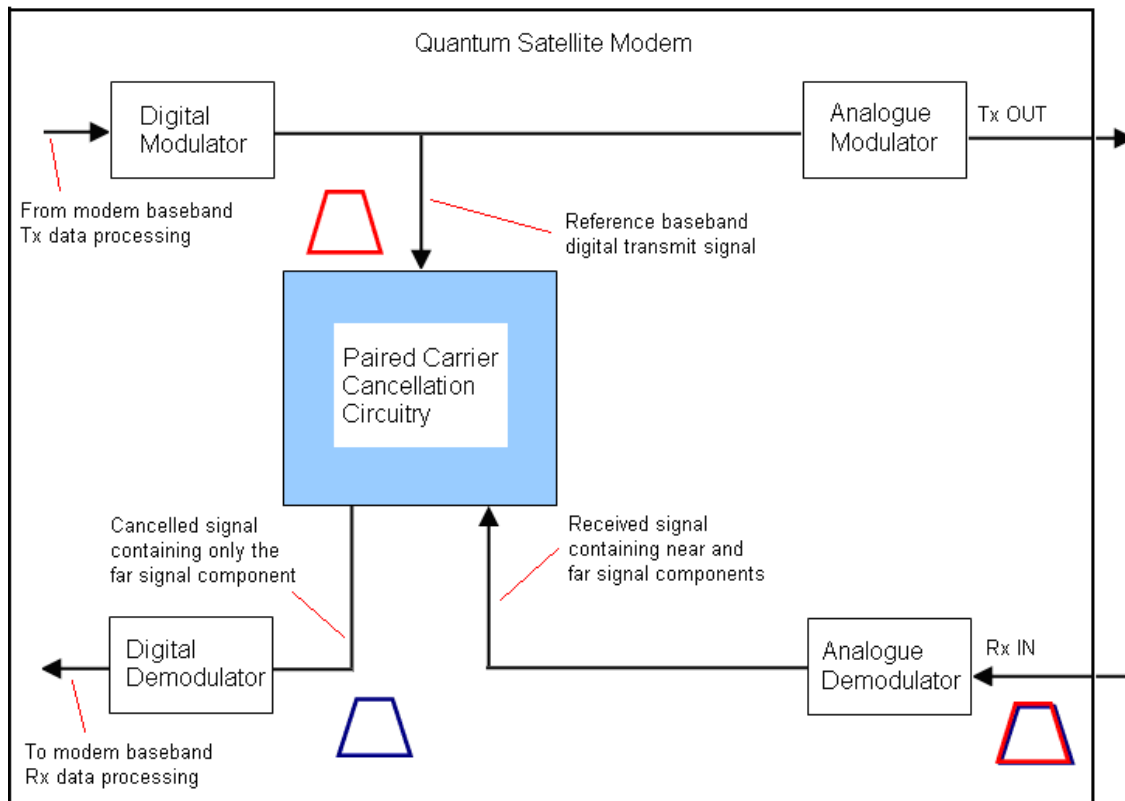 Quantum Satellite Modem
Digital
Modulator
Analogue
Modulator
Tx OUT
From modem baseband
Tx data processing
Reference baseband
digital transmit signal
Paired Carrier
Cancellation
Circuitry
Cancelled signal
containing only the
far signal component
Received signal
containing near and
far signal components
Digital
Demodulator
Analogue
Demodulator
Rx IN
To modem baseband
Rx data processing